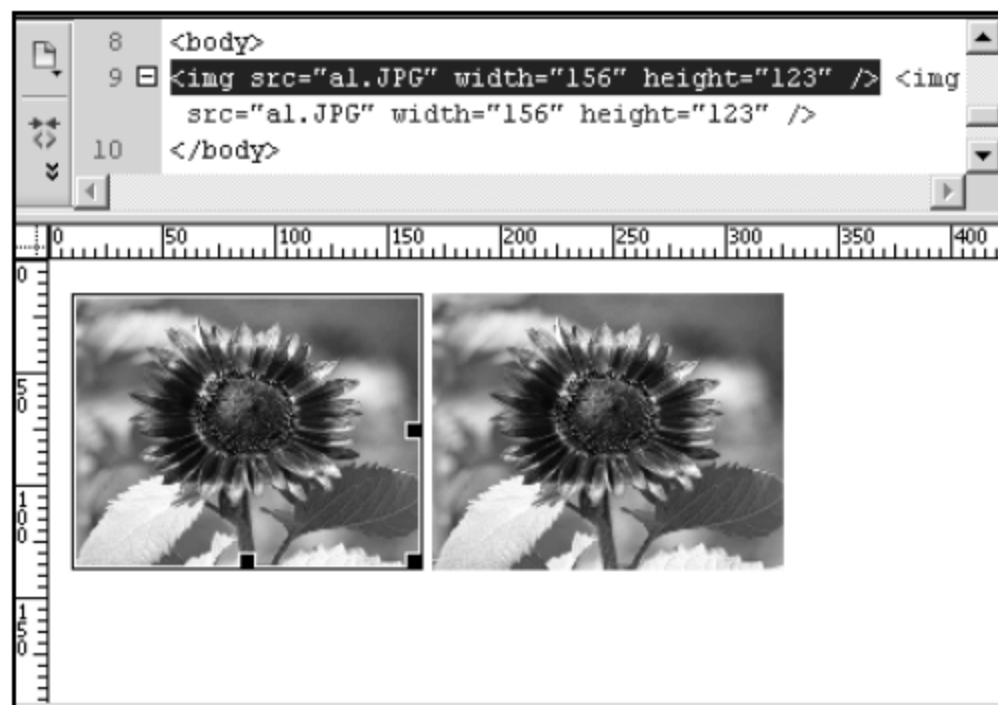 8 <body>
9 <img src="a1.JPG" width="156" height="123" /> <img
src="a1.JPG" width="156" height="123" />
10 </body>
0 50 100 150 200 250 300 350 400
0
50
100
150